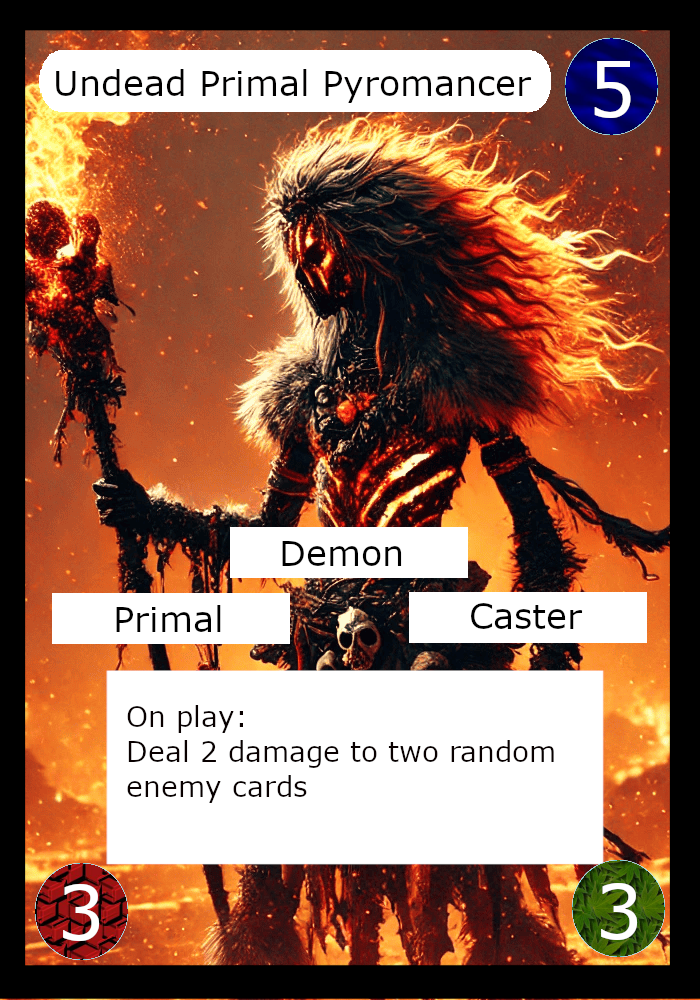 Undead Primal Pyromancer
5
Demon
Primal
Caster
On play:
Deal 2 damage to two random
enemy cards
3
3